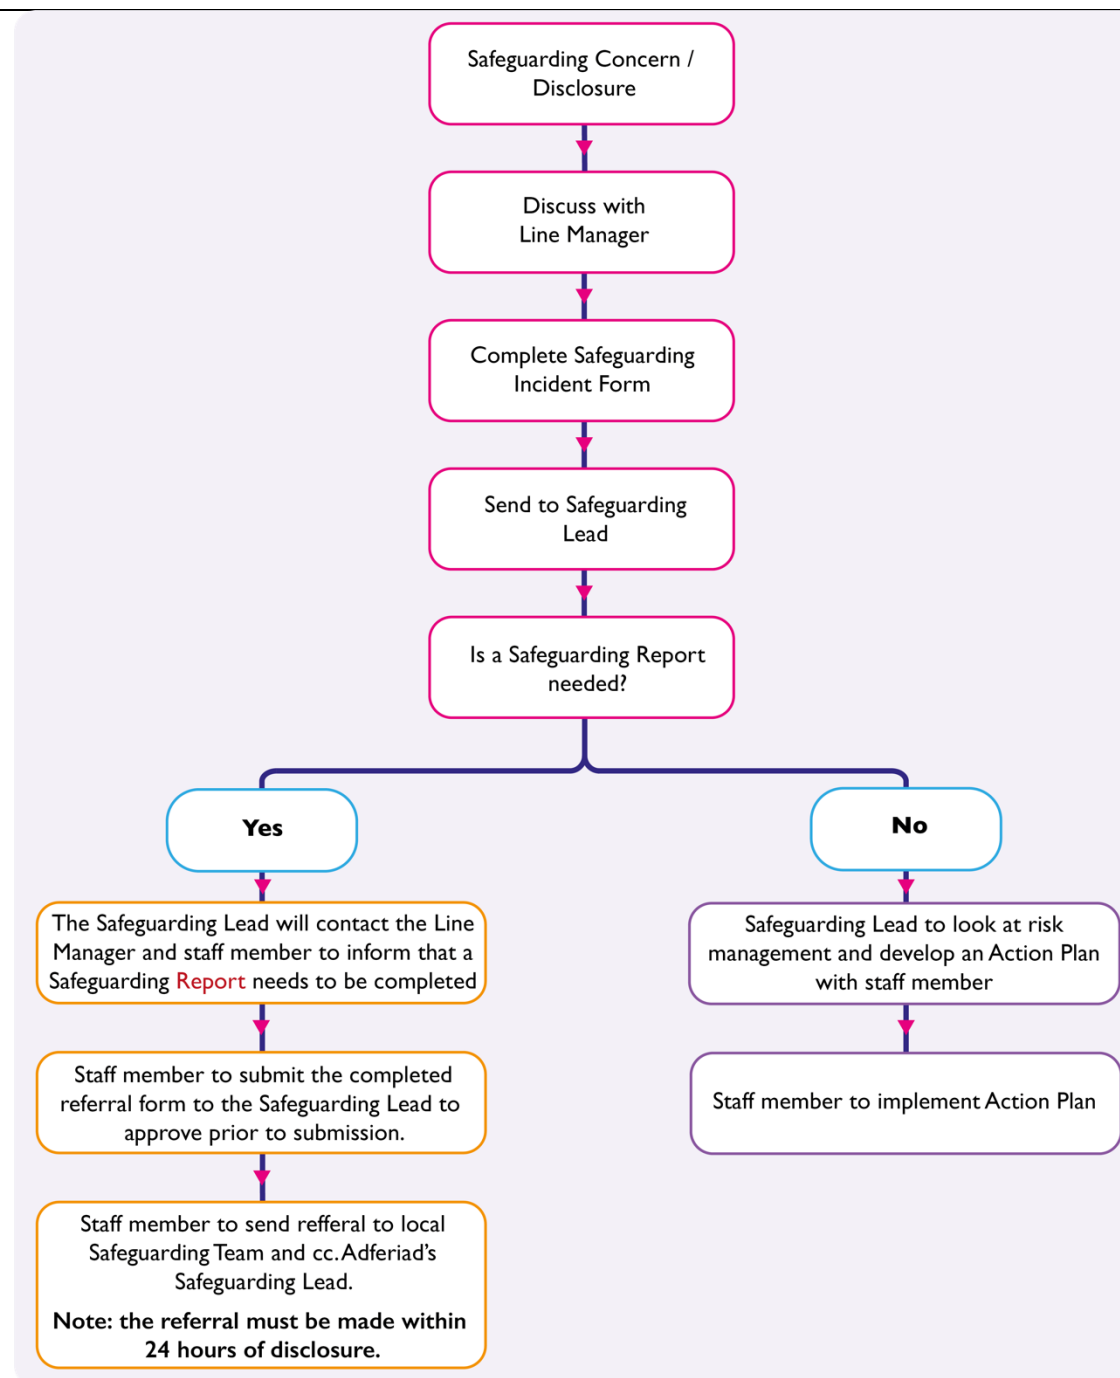 Safeguarding Concern /
Disclosure
Discuss with
Line Manager
Complete Safeguarding
Incident Form
Send to Safeguarding
Lead
Is a Safeguarding Report
needed?
Yes
No
The Safeguarding Lead will contact the Line
Manager and staff member to inform that a
Safeguarding Report needs to be completed
Safeguarding Lead to look at risk
management and develop an Action Plan
with staff member
Staff member to submit the completed
referral form to the Safeguarding Lead to
approve prior to submission.
Staff member to implement Action Plan
Staff member to send refferal to local
Safeguarding Team and cc. Adferiad's
Safeguarding Lead.
Note: the referral must be made within
24 hours of disclosure.